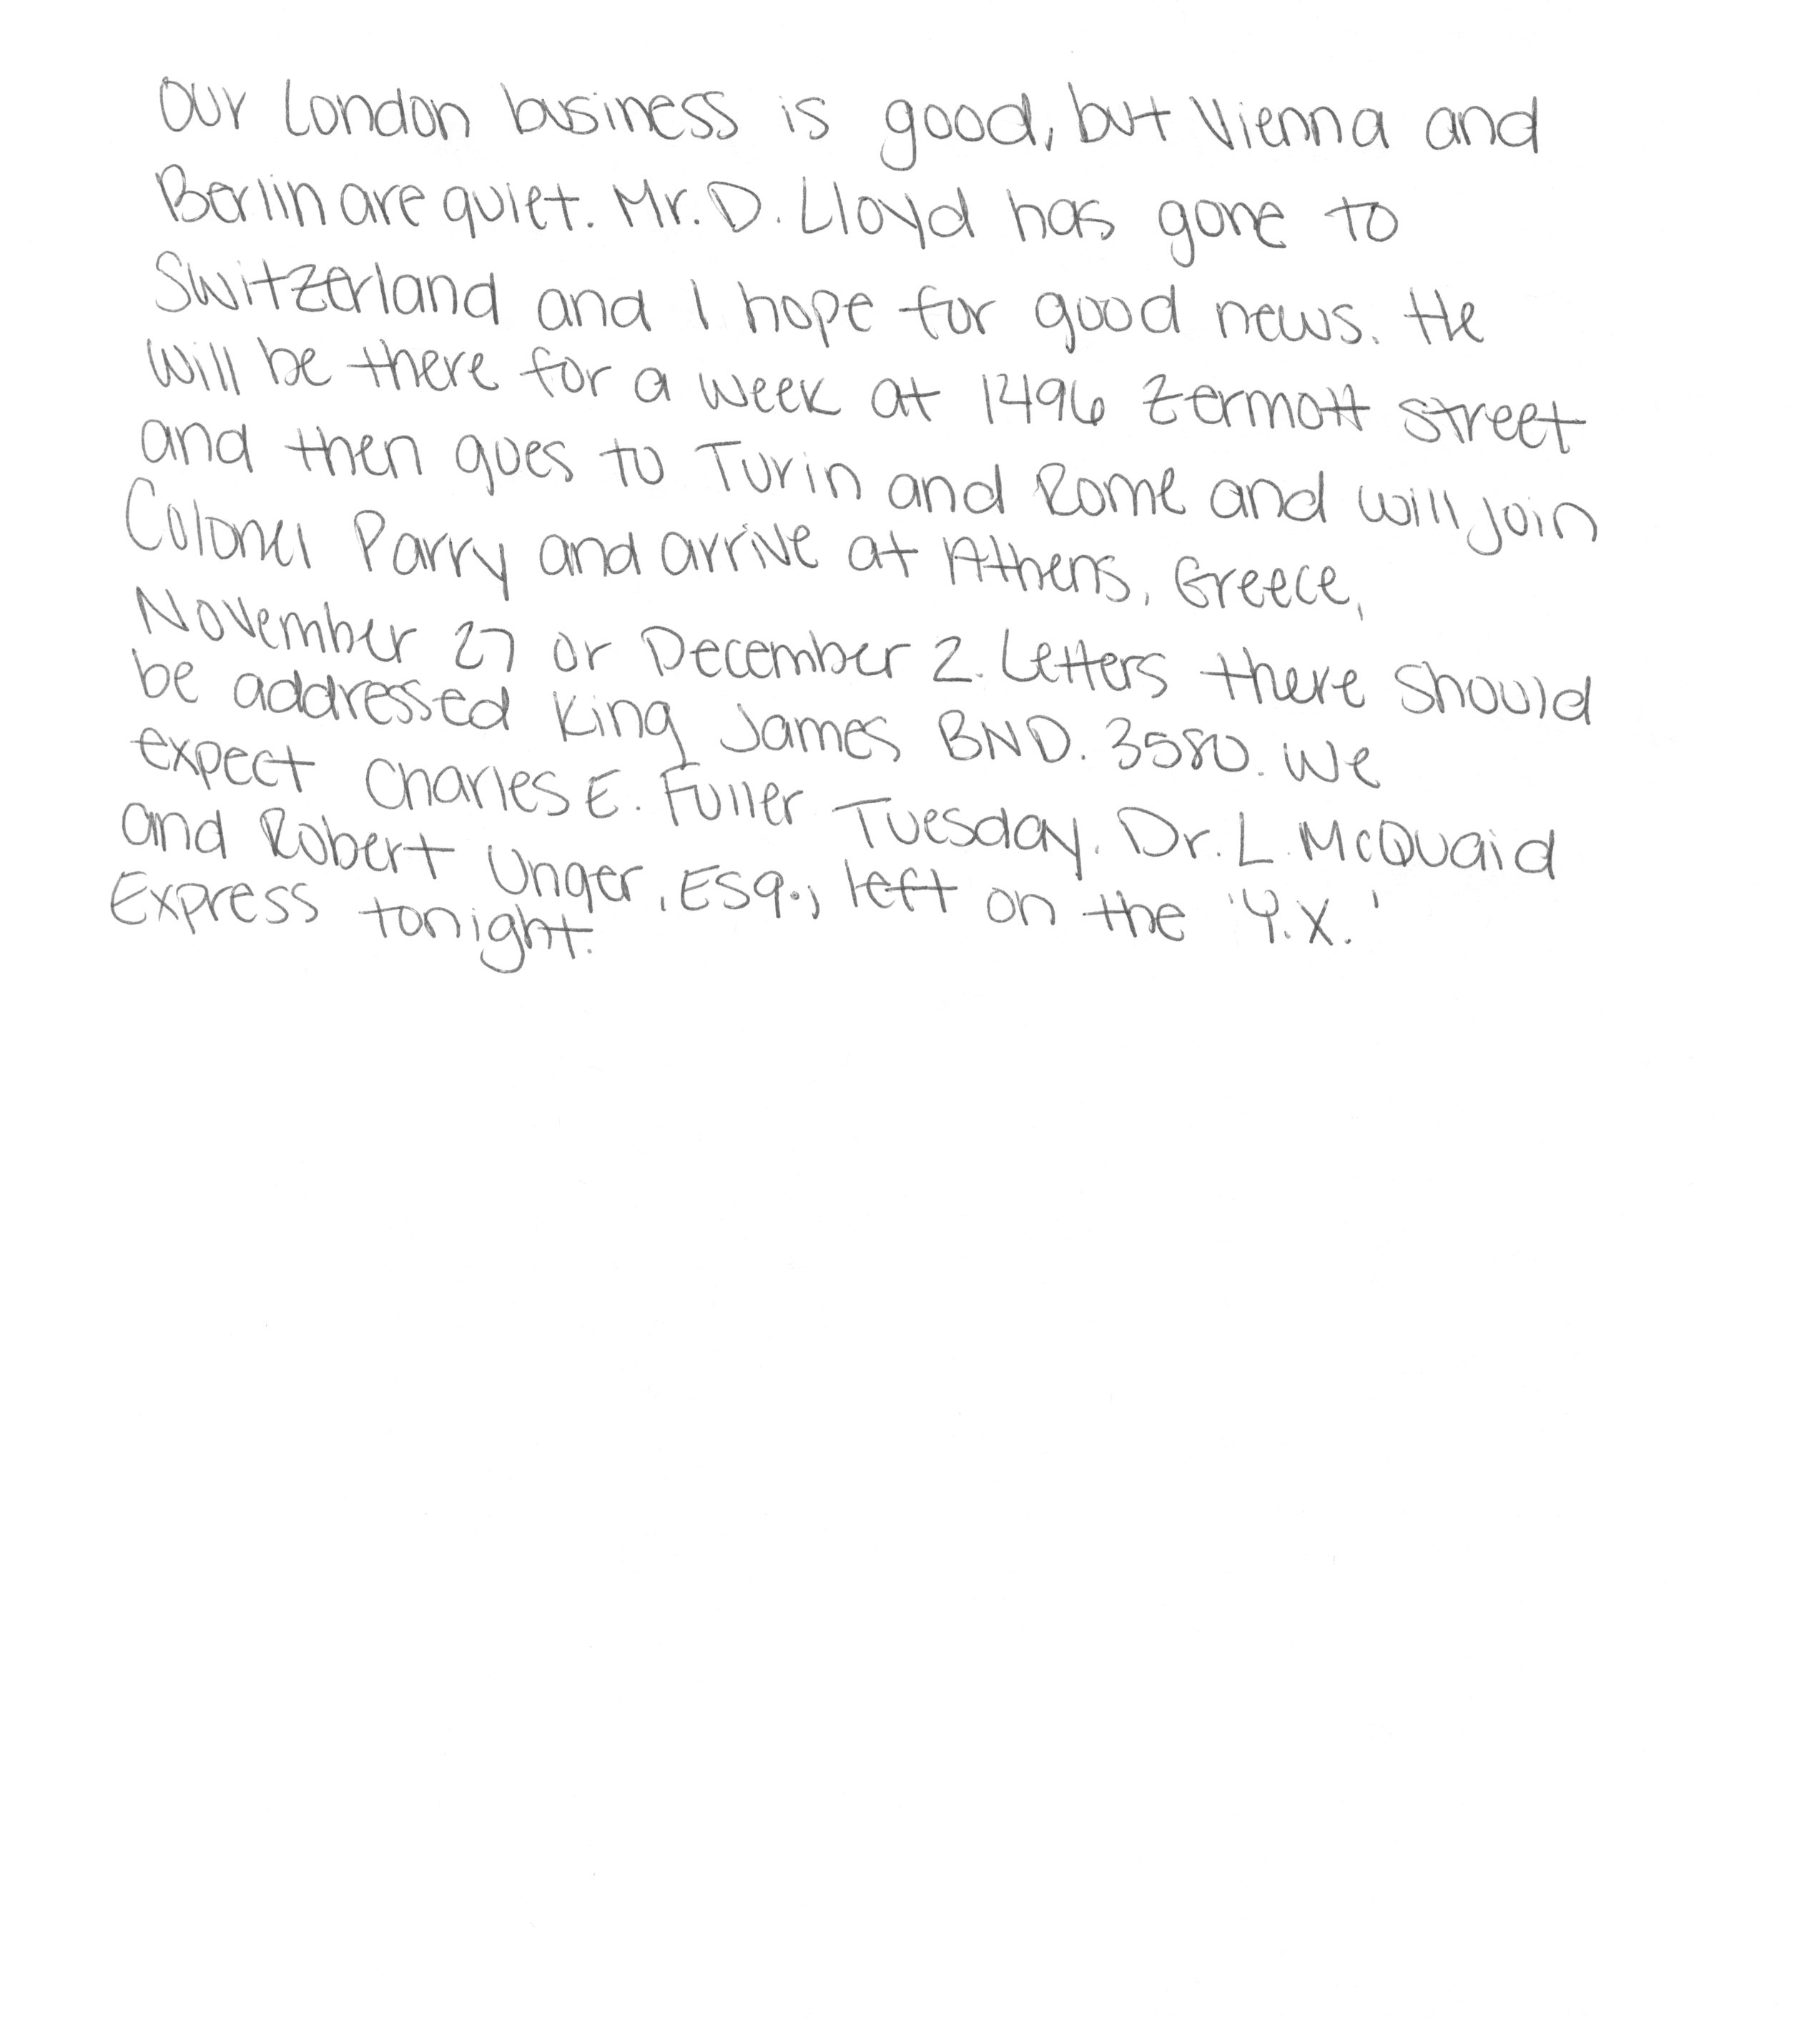 Our London business is good, but Vienna and
Berlin are quiet. Mr. D. Lloyd has gone to
Switzerland and I hope for good news. He
will be there for a week at 1496 Zermott street
and then goes to Turin and Rome and will join
Colonel Parry and arrive at Athens, Greece,
November 27 or December 2. Letters there should
be addressed King James BND. 3580. We
expect Charles E. Fuller Tuesday. Dr. L. McQuaid
and Robert Unger, Esq., left on the 'Y.X.'
Express tonight.